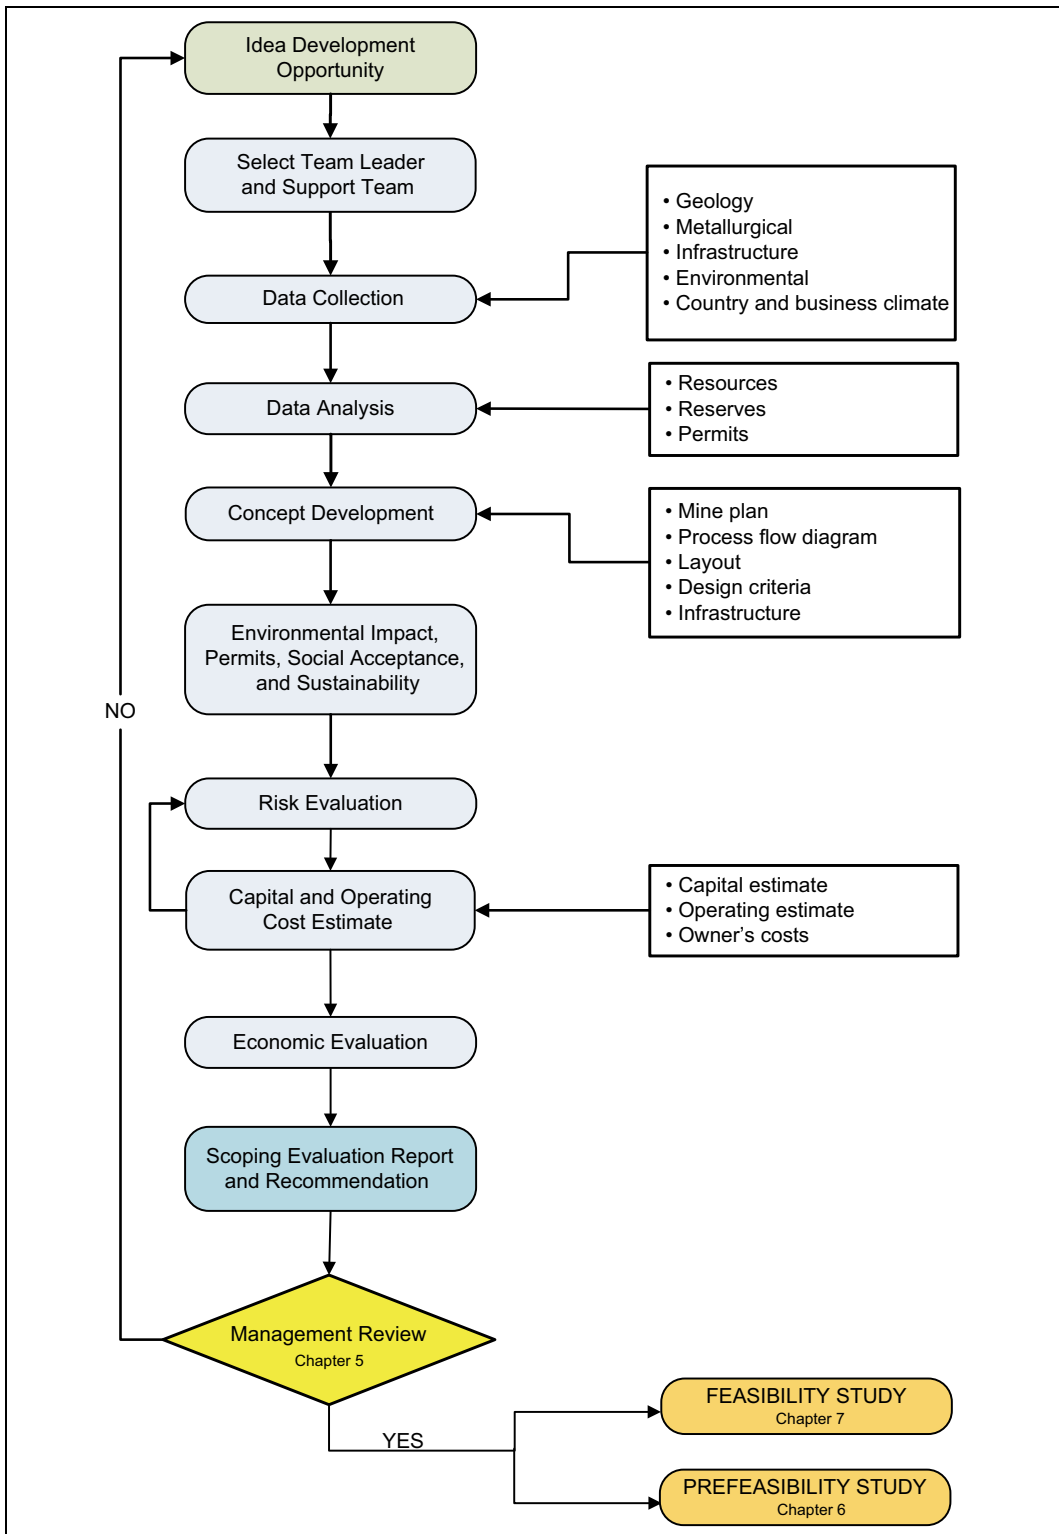 Idea Development
Opportunity
Select Team Leader
and Support Team
• Geology
• Metallurgical
• Infrastructure
• Environmental
• Country and business climate
Data Collection
• Resources
• Reserves
• Permits
Data Analysis
• Mine plan
• Process flow diagram
• Layout
• Design criteria
• Infrastructure
Concept Development
Environmental Impact,
Permits, Social Acceptance,
and Sustainability
NO
Risk Evaluation
Capital and Operating
Cost Estimate
• Capital estimate
• Operating estimate
• Owner’s costs
Economic Evaluation
Scoping Evaluation Report
and Recommendation
Management Review
Chapter 5
YES
FEASIBILITY STUDY
Chapter 7
PREFEASIBILITY STUDY
Chapter 6